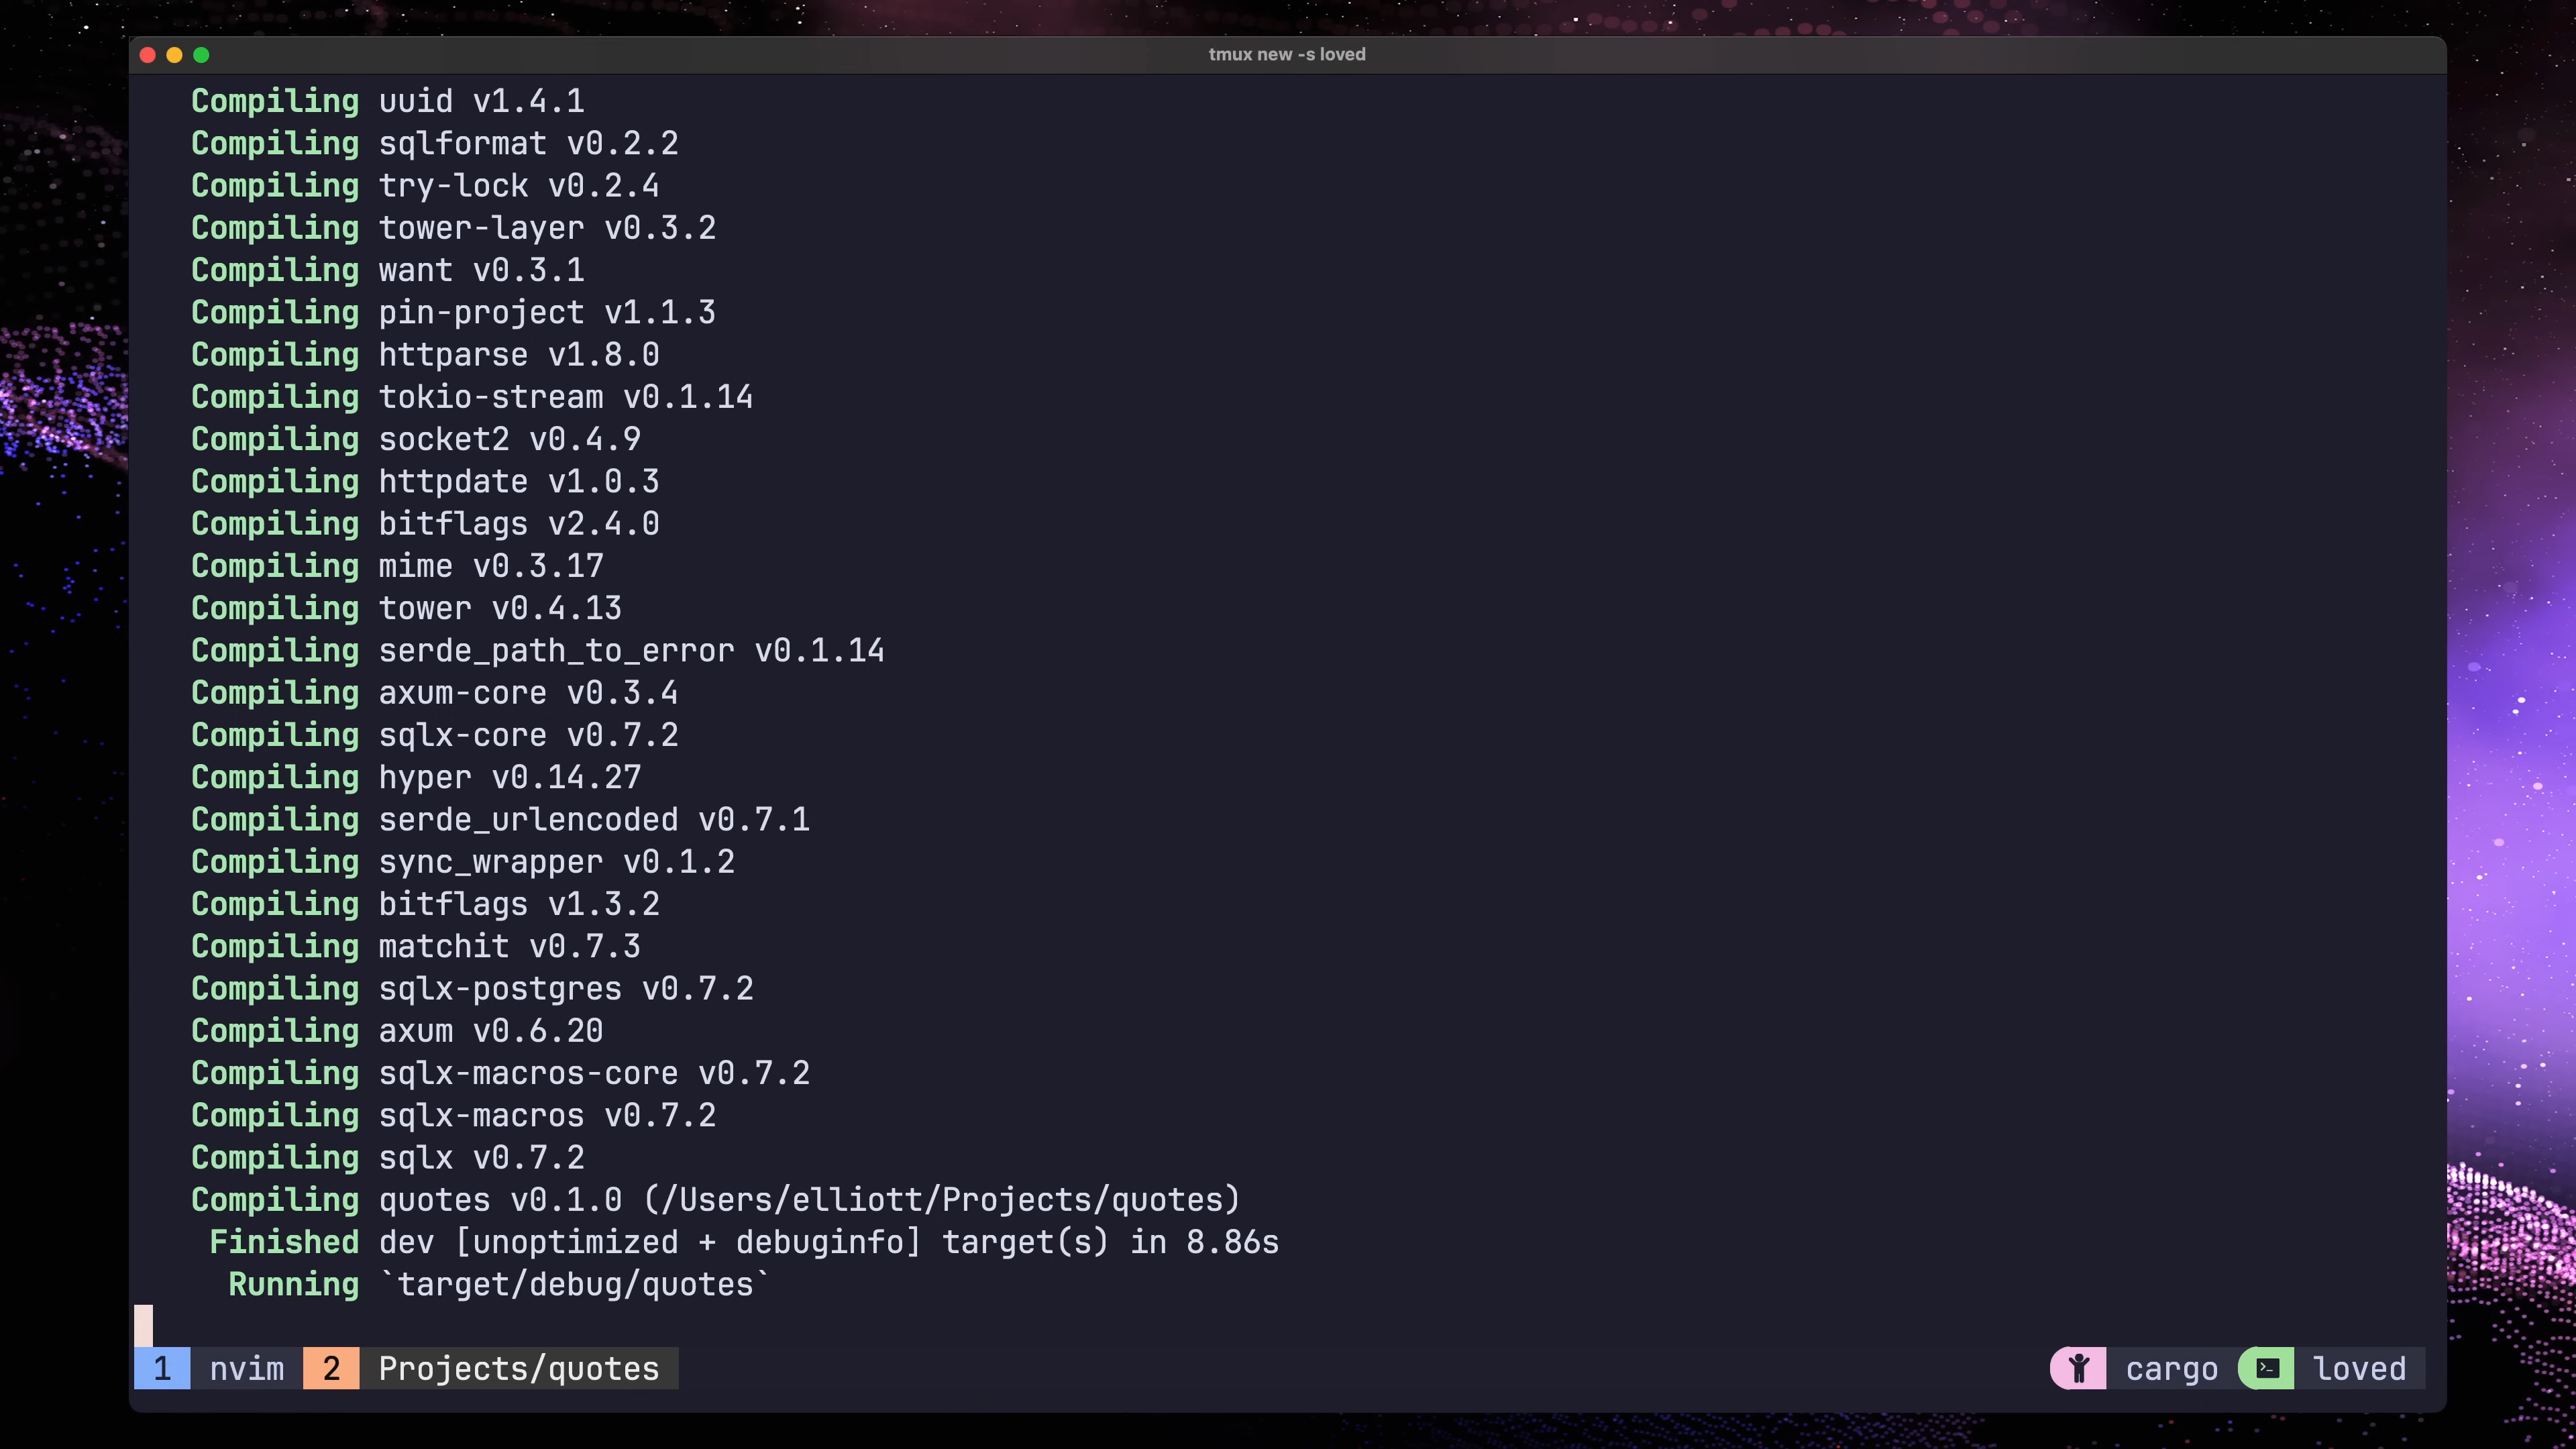 tmux new -s loved
Compiling uuid v1.4.1
Compiling sqlformat v0.2.2
Compiling try-lock v0.2.4
Compiling tower-layer v0.3.2
Compiling want v0.3.1
Compiling pin-project v1.1.3
Compiling httparse v1.8.0
Compiling tokio-stream v0.1.14
Compiling socket2 v0.4.9
Compiling httpdate v1.0.3
Compiling bitflags v2.4.0
Compiling mime v0.3.17
Compiling tower v0.4.13
Compiling serde_path_to_error v0.1.14
Compiling axum-core v0.3.4
Compiling sqlx-core v0.7.2
Compiling hyper v0.14.27
Compiling serde_urlencoded v0.7.1
Compiling sync_wrapper v0.1.2
Compiling bitflags v1.3.2
Compiling matchit v0.7.3
Compiling sqlx-postgres v0.7.2
Compiling axum v0.6.20
Compiling sqlx-macros-core v0.7.2
Compiling sqlx-macros v0.7.2
Compiling sqlx v0.7.2
Compiling quotes v0.1.0 (/Users/elliott/Projects/quotes)
Finished dev [unoptimized + debuginfo] target(s) in 8.86s
Running `target/debug/quotes`
1 nvim 2 Projects/quotes cargo loved